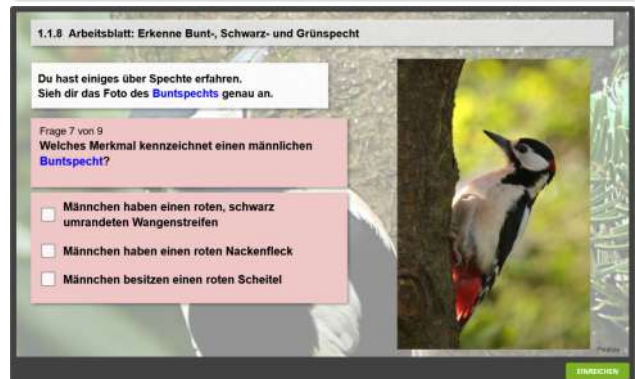 1.1.8 Arbeitsblatt: Erkenne Bunt-, Schwarz- und Grünspecht
Du hast einiges über Spechte erfahren.
Sieh dir das Foto des Buntspechts genau an.
Frage 7 von 9
Welches Merkmal kennzeichnet einen männlichen
Buntspecht?
Männchen haben einen roten, schwarz
umrandeten Wangenstreifen
Männchen haben einen roten Nackenfleck
Männchen besitzen einen roten Scheitel
EINREICHEN